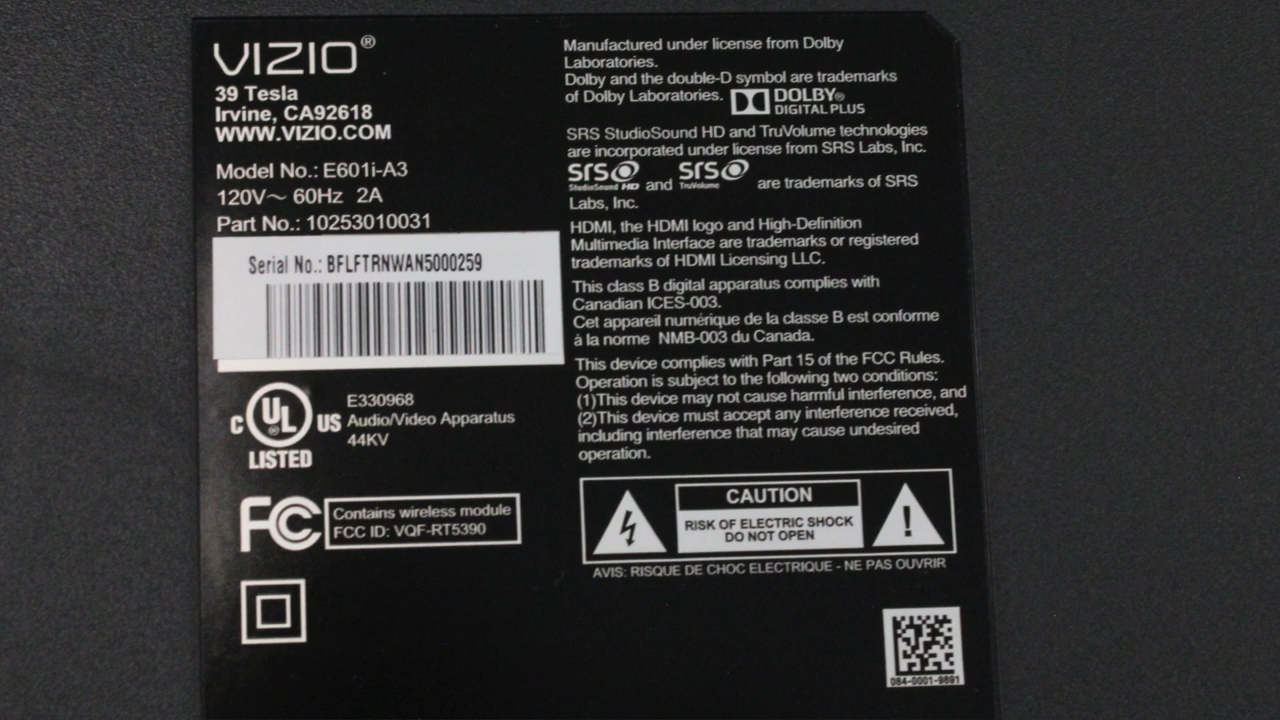 VIZIO®
39 Tesla
Irvine, CA92618
WWW.VIZIO.COM
Model No.: E601i-A3
120V～ 60Hz 2A
Part No.: 10253010031
Serial No.: BFLFTRNWAN5000259
C UL ® US
LISTED
E330968
Audio/Video Apparatus
44KV
FC
Contains wireless module
FCC ID: VQF-RT5390
Manufactured under license from Dolby
Laboratories.
Dolby and the double-D symbol are trademarks
of Dolby Laboratories. DOLBY®
DIGITAL PLUS
SRS StudioSound HD and TruVolume technologies
are incorporated under license from SRS Labs, Inc.
SRS StudioSound HD and SRS TruVolume are trademarks of SRS
Labs, Inc.
HDMI, the HDMI logo and High-Definition
Multimedia Interface are trademarks or registered
trademarks of HDMI Licensing LLC.
This class B digital apparatus complies with
Canadian ICES-003.
Cet appareil numérique de la classe B est conforme
à la norme NMB-003 du Canada.
This device complies with Part 15 of the FCC Rules.
Operation is subject to the following two conditions:
(1)This device may not cause harmful interference, and
(2)This device must accept any interference received,
including interference that may cause undesired
operation.
CAUTION
RISK OF ELECTRIC SHOCK
DO NOT OPEN
!
AVIS: RISQUE DE CHOC ELECTRIQUE - NE PAS OUVRIR
084-0001-9891